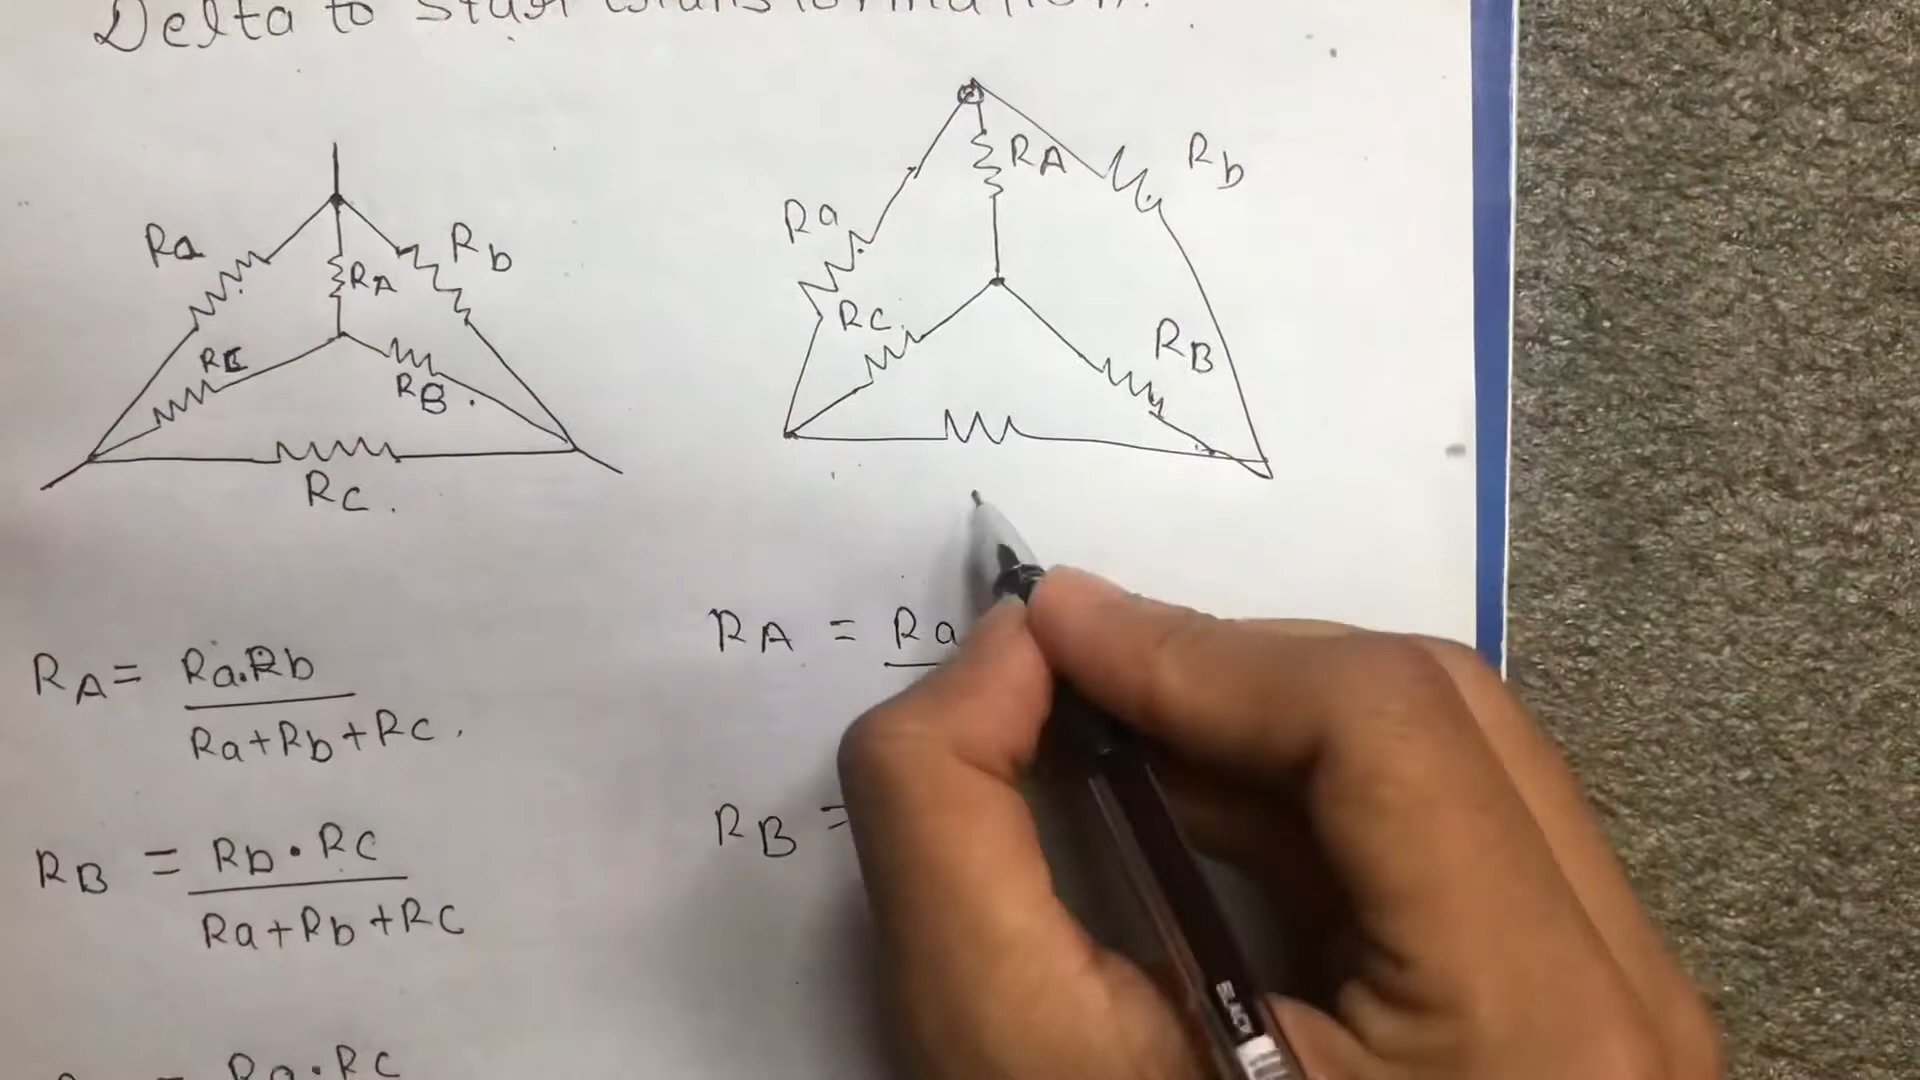 Delta to Star transformation.
Ra
Rb
RA
RC
RB
Rc.
RA
Rb
Ra
Rc
RB
RA = Ra.Rb
Ra+Rb+Rc.
RB = Rb.Rc
Ra+Rb+Rc
= Ra.Rc
RA = Ra
RB =
BLACK